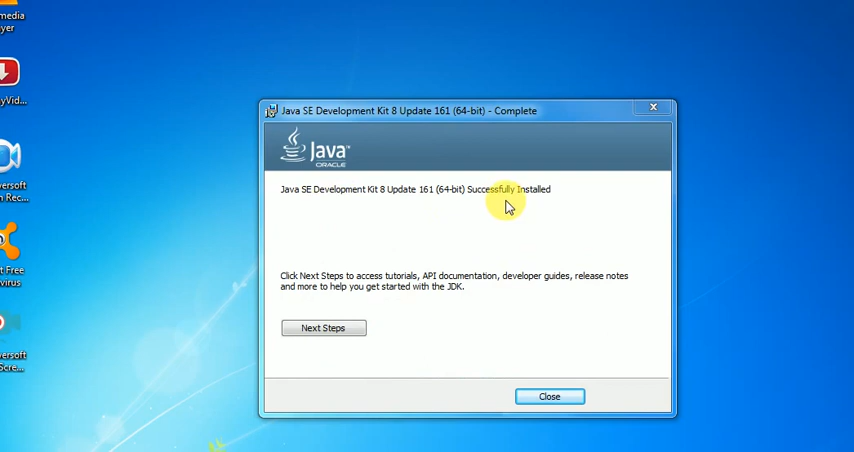 media
yer
yVid...
Java SE Development Kit 8 Update 161 (64-bit) - Complete
Java™
ORACLE
Java SE Development Kit 8 Update 161 (64-bit) Successfully Installed
ersoft
n Rec...
t Free
virus
Click Next Steps to access tutorials, API documentation, developer guides, release notes
and more to help you get started with the JDK.
Next Steps
ersoft
Scre...
Close